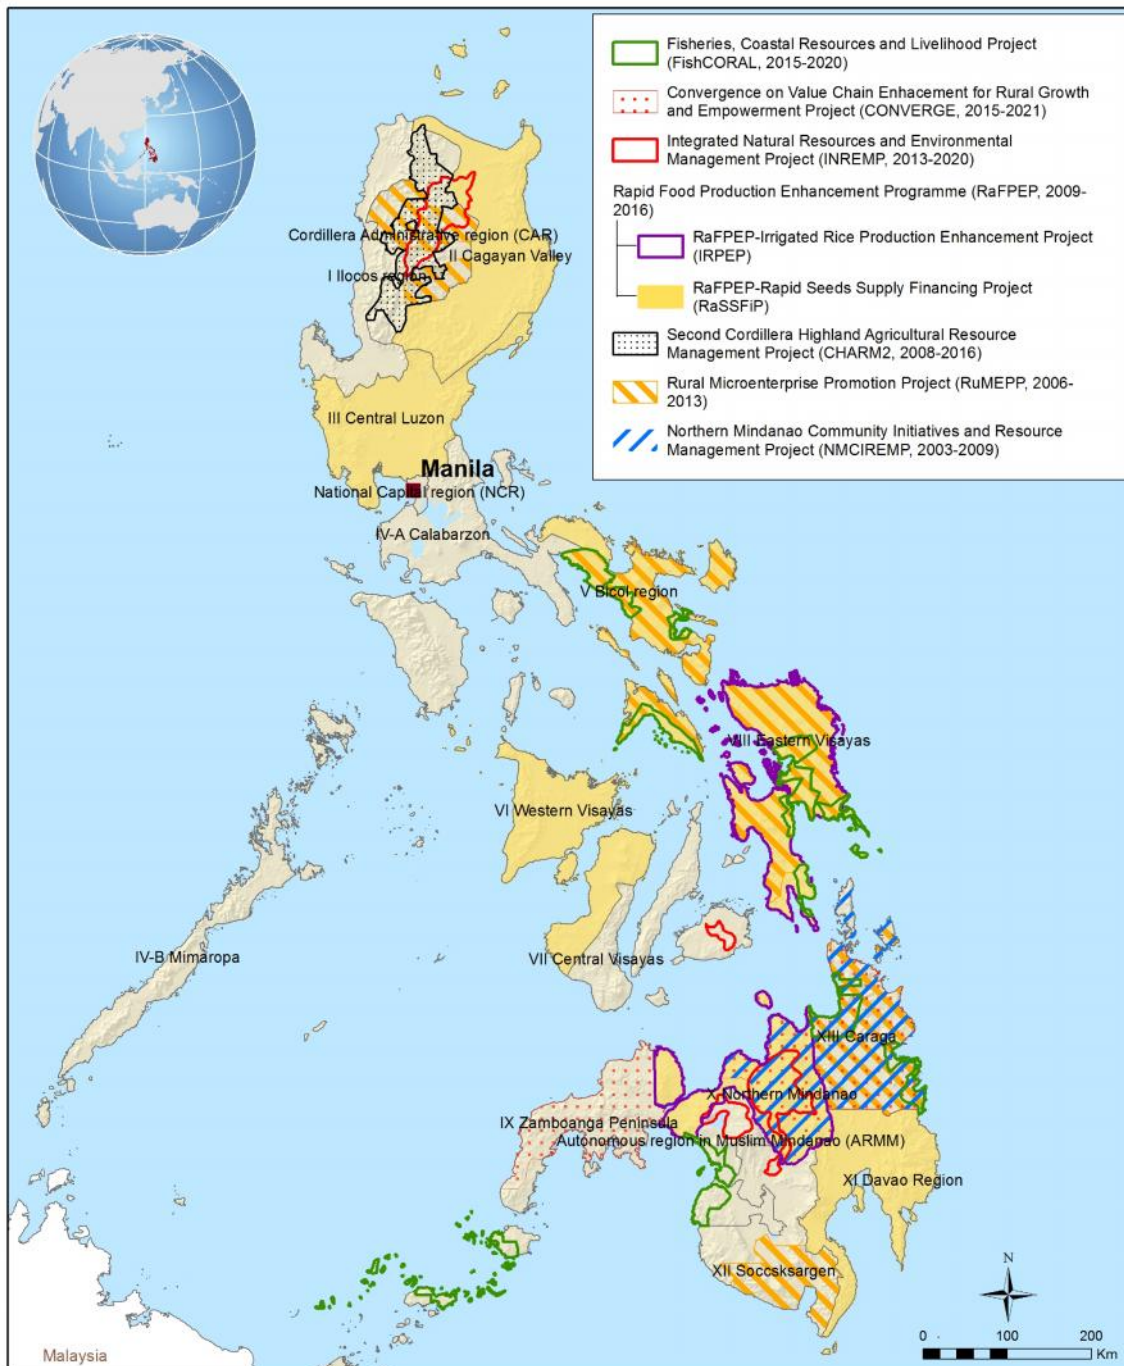 Fisheries, Coastal Resources and Livelihood Project
(FishCORAL, 2015-2020)
Convergence on Value Chain Enhacement for Rural Growth
and Empowerment Project (CONVERGE, 2015-2021)
Integrated Natural Resources and Environmental
Management Project (INREMP, 2013-2020)
Rapid Food Production Enhancement Programme (RaFPEP, 2009-
2016)
RaFPEP-Irrigated Rice Production Enhancement Project
(IRPEP)
RaFPEP-Rapid Seeds Supply Financing Project
(RaSSFiP)
Second Cordillera Highland Agricultural Resource
Management Project (CHARM2, 2008-2016)
Rural Microenterprise Promotion Project (RuMEPP, 2006-
2013)
Northern Mindanao Community Initiatives and Resource
Management Project (NMCIREMP, 2003-2009)
Cordillera Administrative region (CAR)
II Cagayan Valley
I Ilocos region
III Central Luzon
Manila
National Capital region (NCR)
IV-A Calabarzon
V Bicol region
VIII Eastern Visayas
VI Western Visayas
IV-B Mimaropa
VII Central Visayas
XIII Caraga
X Northern Mindanao
IX Zamboanga Peninsula
Autonomous region in Muslim Mindanao (ARMM)
XI Davao Region
XII Soccsksargen
N
0 100 200
Km
Malaysia